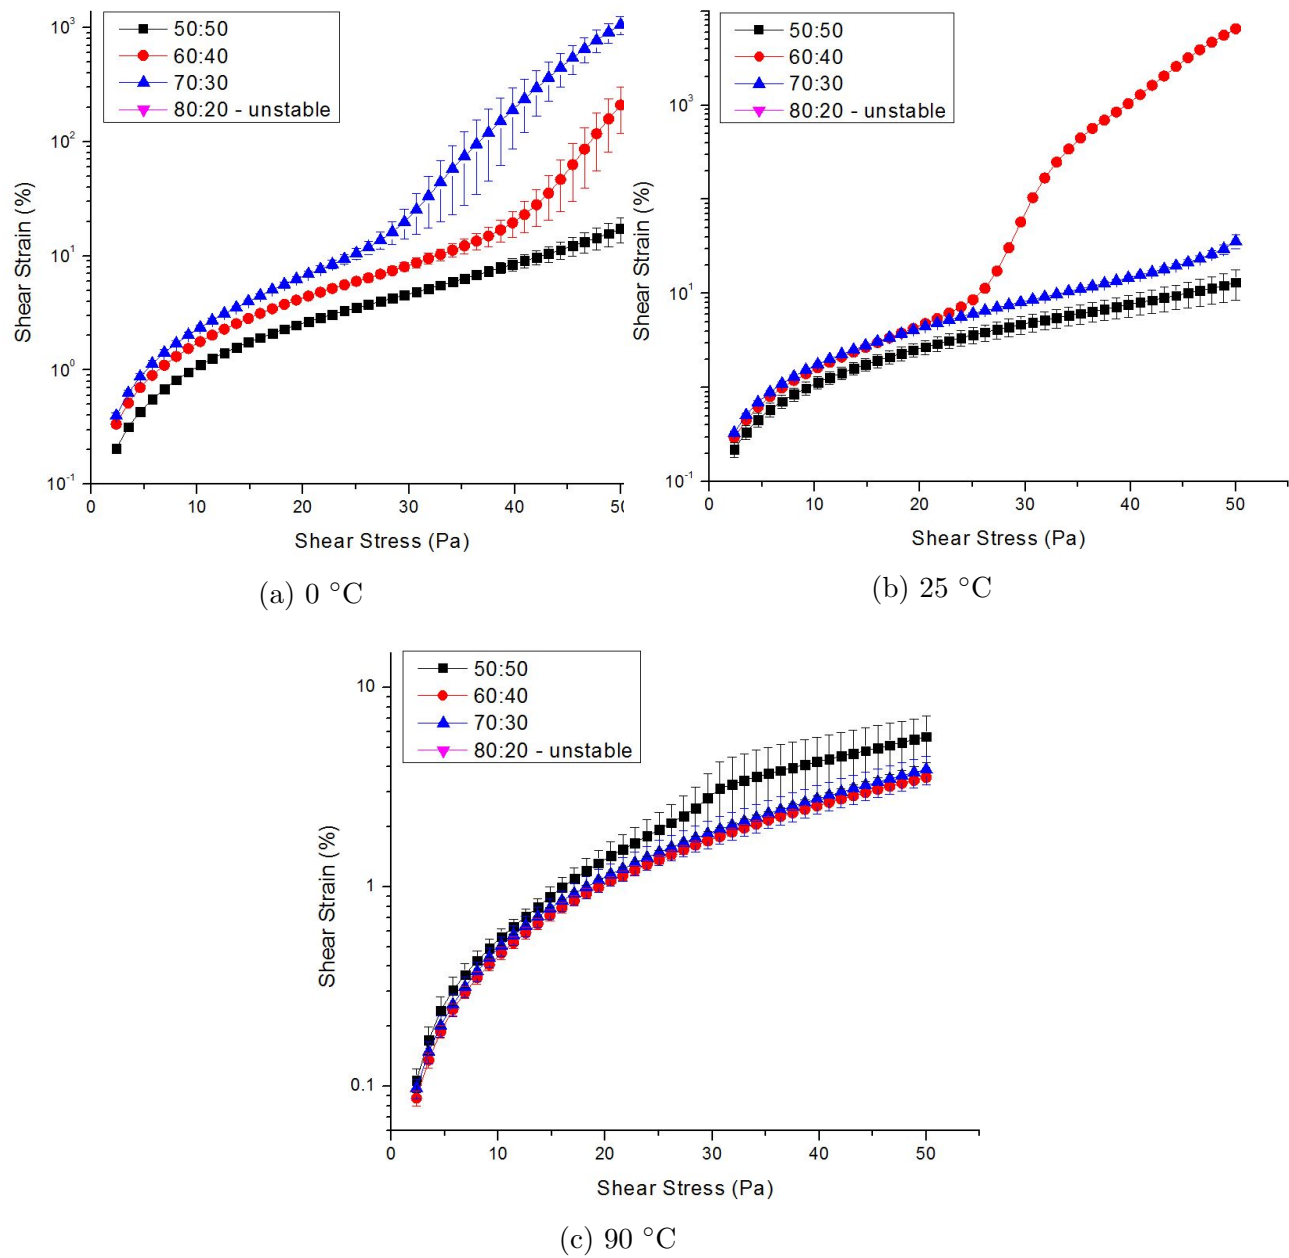 50:50
60:40
70:30
80:20 - unstable
10³
10²
10¹
10⁰
10⁻¹
Shear Strain (%)
0 10 20 30 40 50
Shear Stress (Pa)
(a) 0 °C
50:50
60:40
70:30
80:20 - unstable
10³
10¹
10⁻¹
Shear Strain (%)
0 10 20 30 40 50
Shear Stress (Pa)
(b) 25 °C
50:50
60:40
70:30
80:20 - unstable
10
1
0.1
Shear Strain (%)
0 10 20 30 40 50
Shear Stress (Pa)
(c) 90 °C